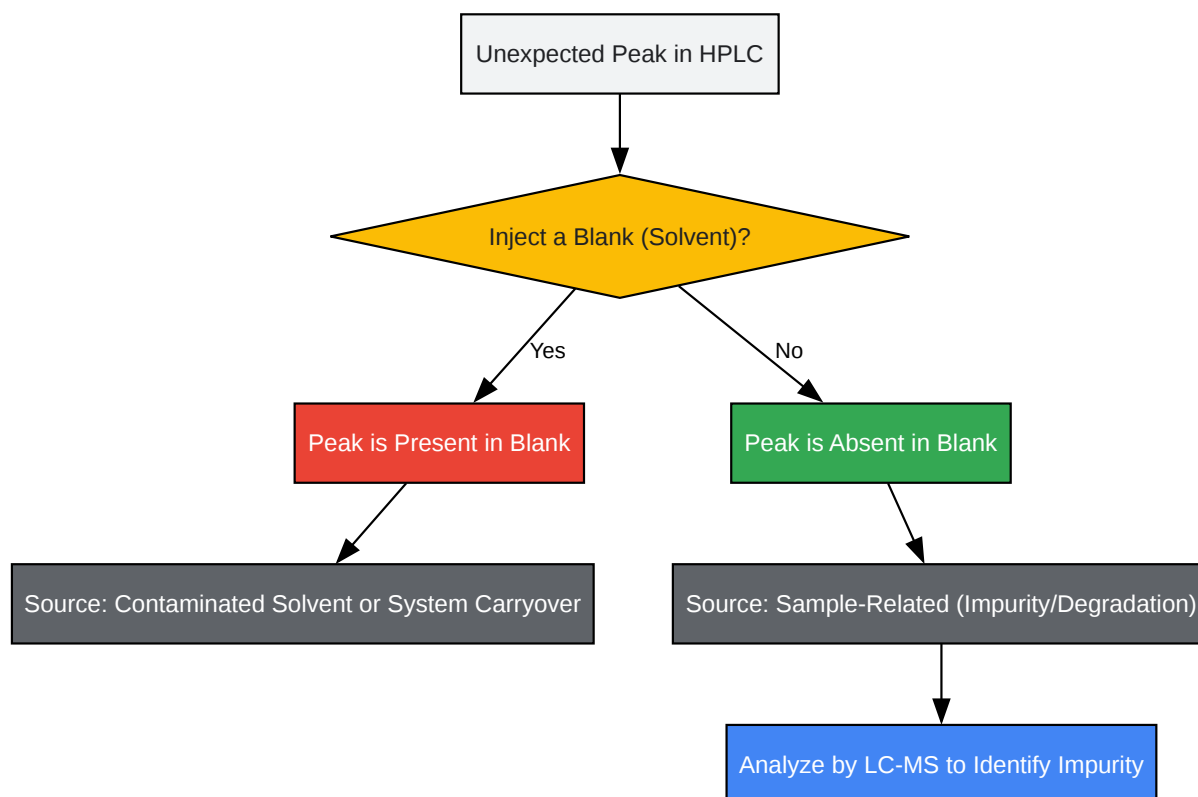 Unexpected Peak in HPLC
Inject a Blank (Solvent)?
Yes
No
Peak is Present in Blank
Peak is Absent in Blank
Source: Contaminated Solvent or System Carryover
Source: Sample-Related (Impurity/Degradation)
Analyze by LC-MS to Identify Impurity